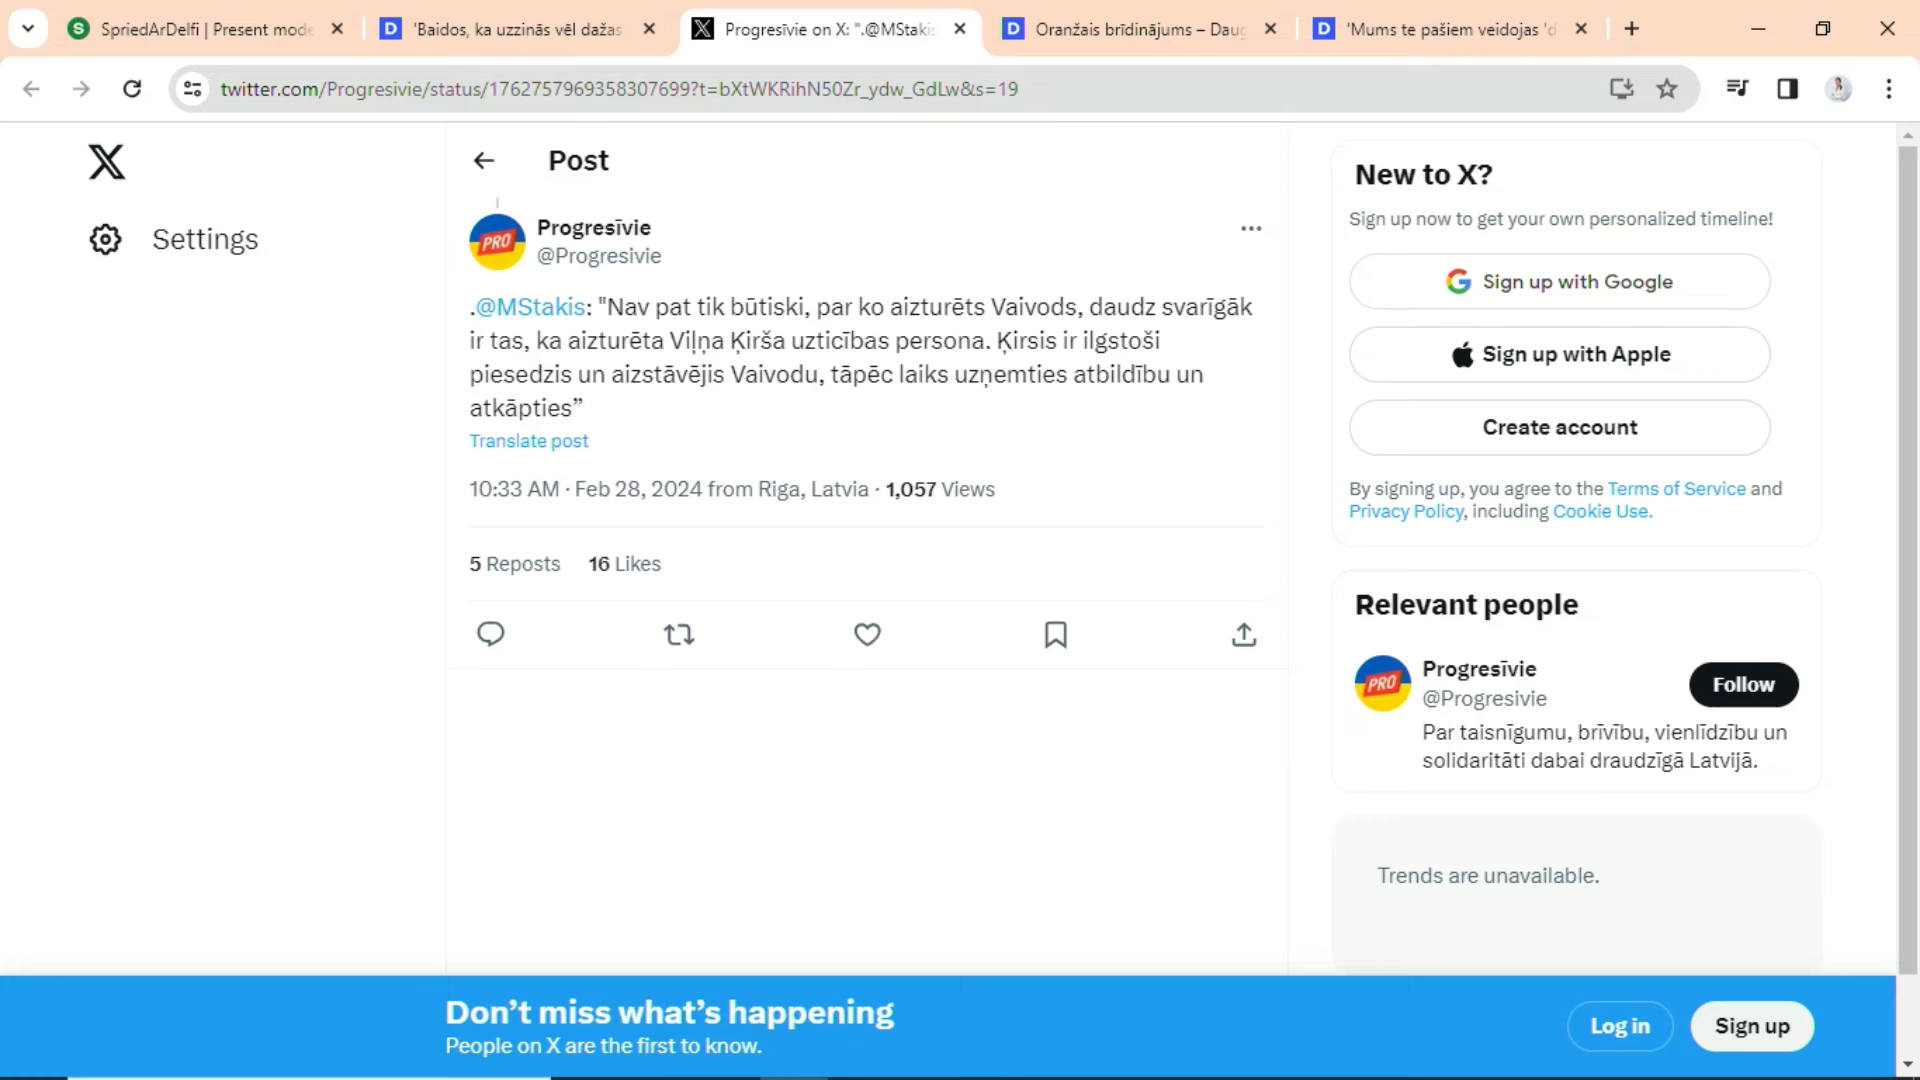 SpriedArDelfi | Present mode
'Baidos, ka uzzinās vēl dažas
Progresīvie on X: ".@MStakis
Oranžais brīdinājums – Daug
'Mums te pašiem veidojas 'd
twitter.com/Progresivie/status/1762757969358307699?t=bXtWKRihN50Zr_ydw_GdLw&s=19
Settings
Post
PRO
Progresīvie
@Progresivie
.@MStakis: "Nav pat tik būtiski, par ko aizturēts Vaivods, daudz svarīgāk
ir tas, ka aizturēta Viļņa Ķirša uzticības persona. Ķirsis ir ilgstoši
piesedzis un aizstāvējis Vaivodu, tāpēc laiks uzņemties atbildību un
atkāpties”
Translate post
10:33 AM · Feb 28, 2024 from Riga, Latvia · 1,057 Views
5 Reposts 16 Likes
New to X?
Sign up now to get your own personalized timeline!
Sign up with Google
Sign up with Apple
Create account
By signing up, you agree to the Terms of Service and
Privacy Policy, including Cookie Use.
Relevant people
PRO
Progresīvie
@Progresivie
Follow
Par taisnīgumu, brīvību, vienlīdzību un
solidaritāti dabai draudzīgā Latvijā.
Trends are unavailable.
Don’t miss what’s happening
People on X are the first to know.
Log in
Sign up